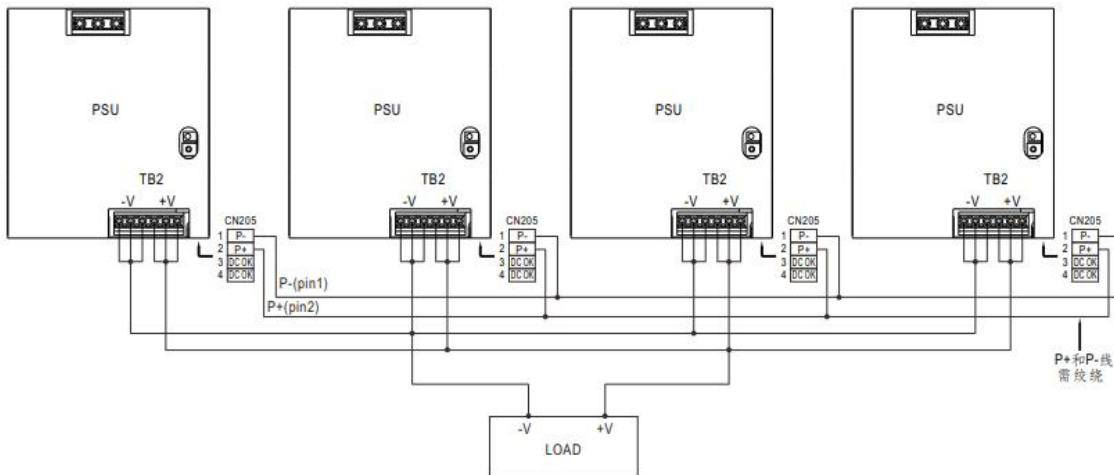 PSU PSU PSU PSU
TB2 TB2 TB2 TB2
-V +V -V +V -V +V -V +V
CN205 CN205 CN205 CN205
1 P- 1 P- 1 P- 1 P-
2 P+ 2 P+ 2 P+ 2 P+
3 DC OK 3 DC OK 3 DC OK 3 DC OK
4 DC OK 4 DC OK 4 DC OK 4 DC OK
P-(pin1)
P+(pin2)
P+和P-线
需绞绕
-V +V
LOAD